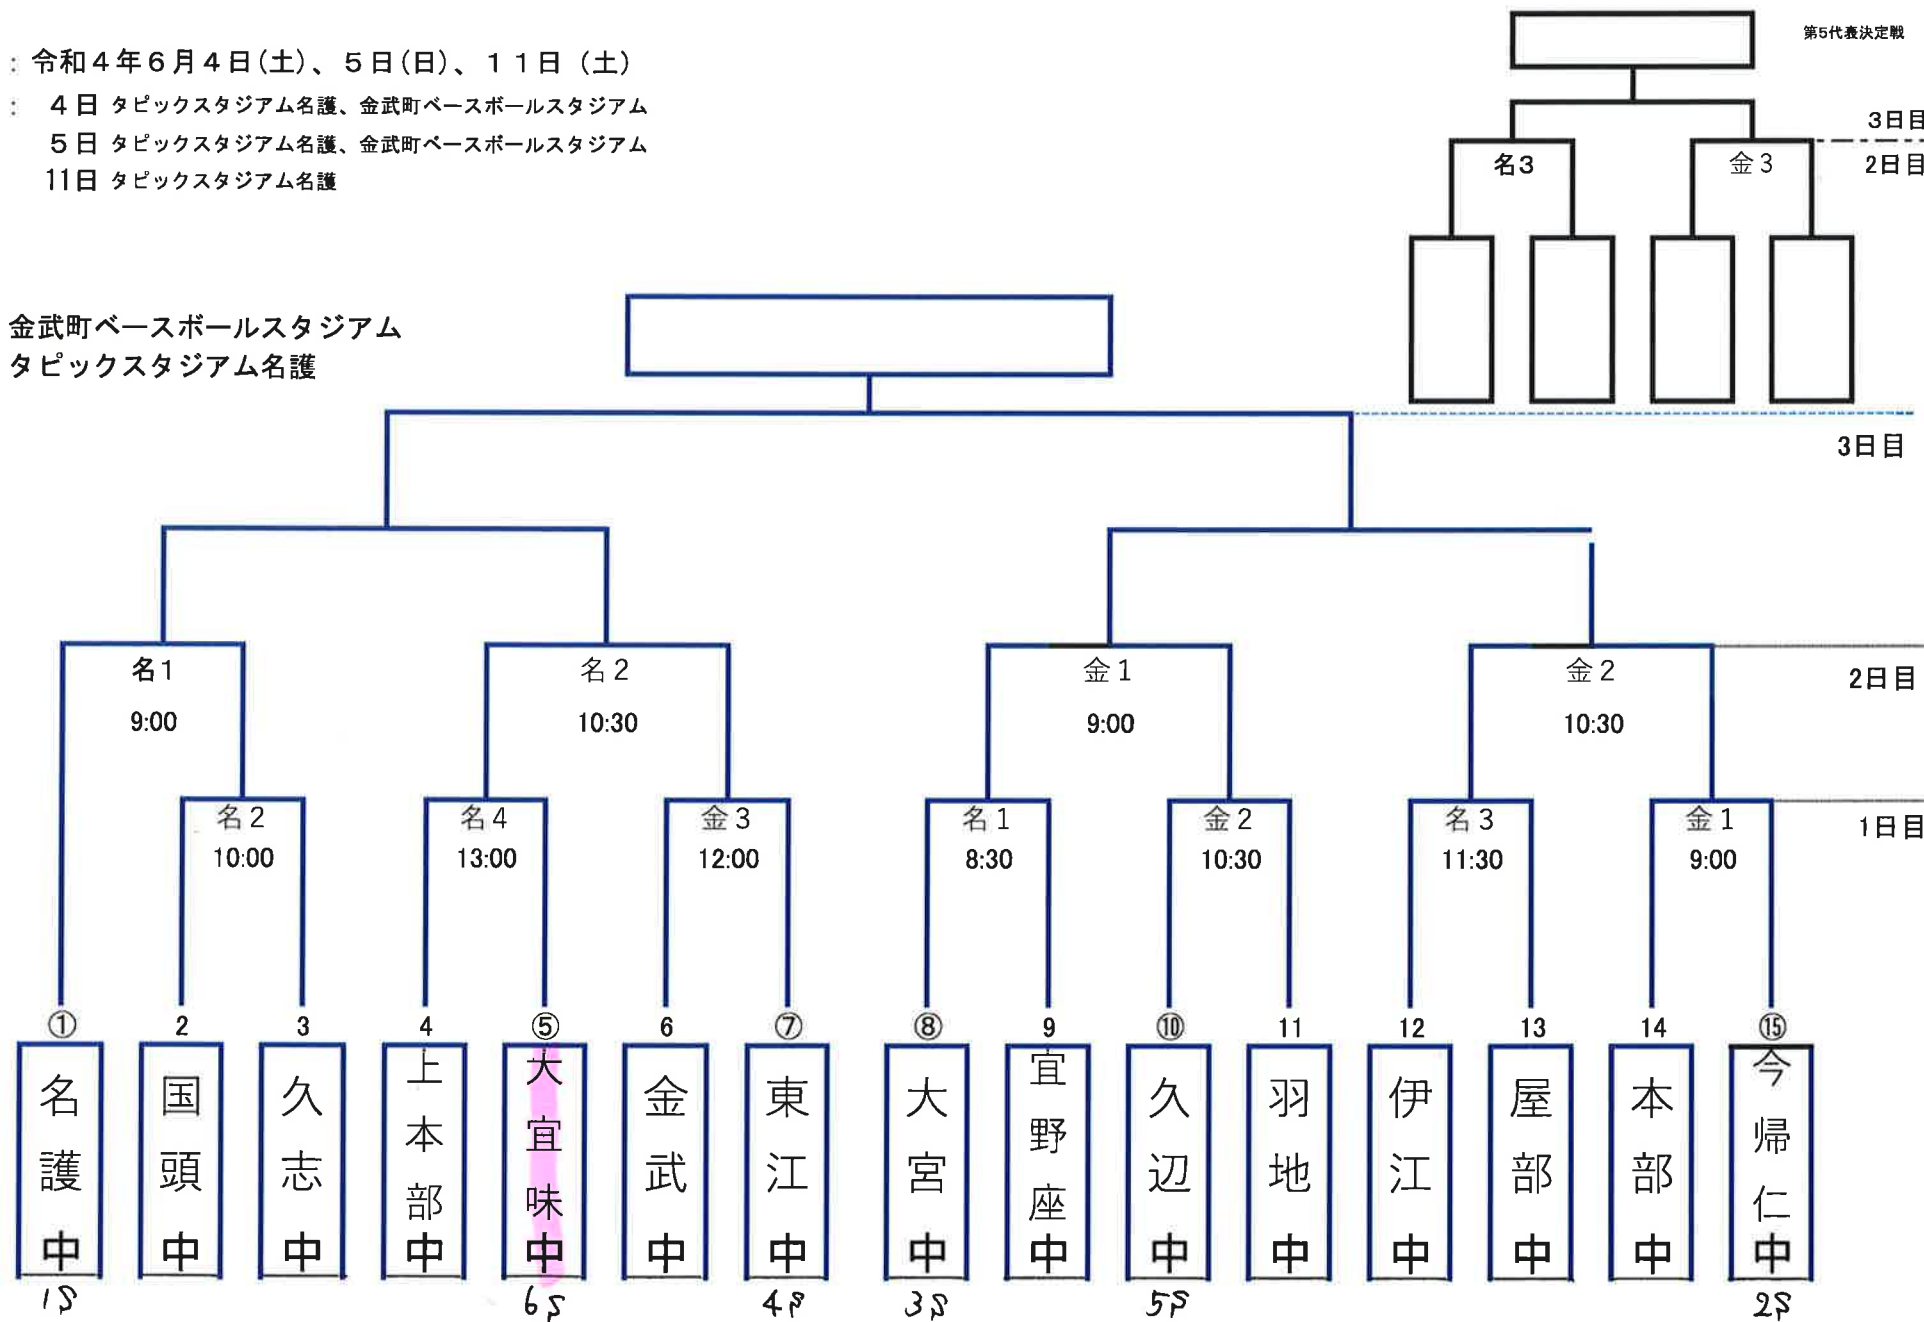 : 令和４年６月４日(土)、５日(日)、１１日（土）
第5代表決定戦
: ４日 タピックスタジアム名護、金武町ベースボールスタジアム
3日目
５日 タピックスタジアム名護、金武町ベースボールスタジアム
名3 金3 2日目
11日 タピックスタジアム名護
金武町ベースボールスタジアム
タピックスタジアム名護
3日目
名1 名2 金1 金2 2日目
9:00 10:30 9:00 10:30
名2 名4 金3 名1 金2 名3 金1 1日目
10:00 13:00 12:00 8:30 10:30 11:30 9:00
① 2 3 4 ⑤ 6 ⑦ ⑧ 9 ⑩ 11 12 13 14 ⑮
名護中
国頭中
久志中
上本部中
大宜味中
金武中
東江中
大宮中
宜野座中
久辺中
羽地中
伊江中
屋部中
本部中
今帰仁中
1S 6S 4S 3S 5S 2S